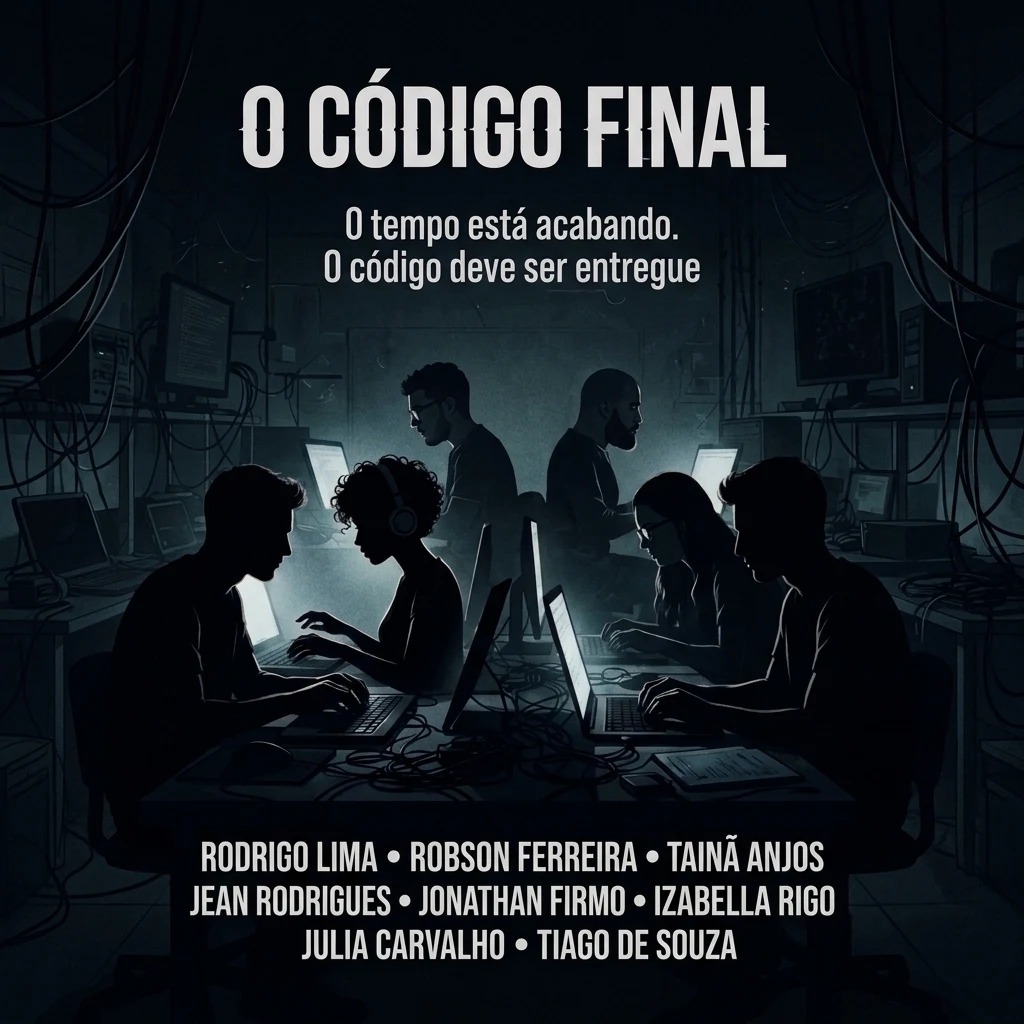 O CÓDIGO FINAL
O tempo está acabando.
O código deve ser entregue
RODRIGO LIMA • ROBSON FERREIRA • TAINÃ ANJOS
JEAN RODRIGUES • JONATHAN FIRMO • IZABELLA RIGO
JULIA CARVALHO • TIAGO DE SOUZA